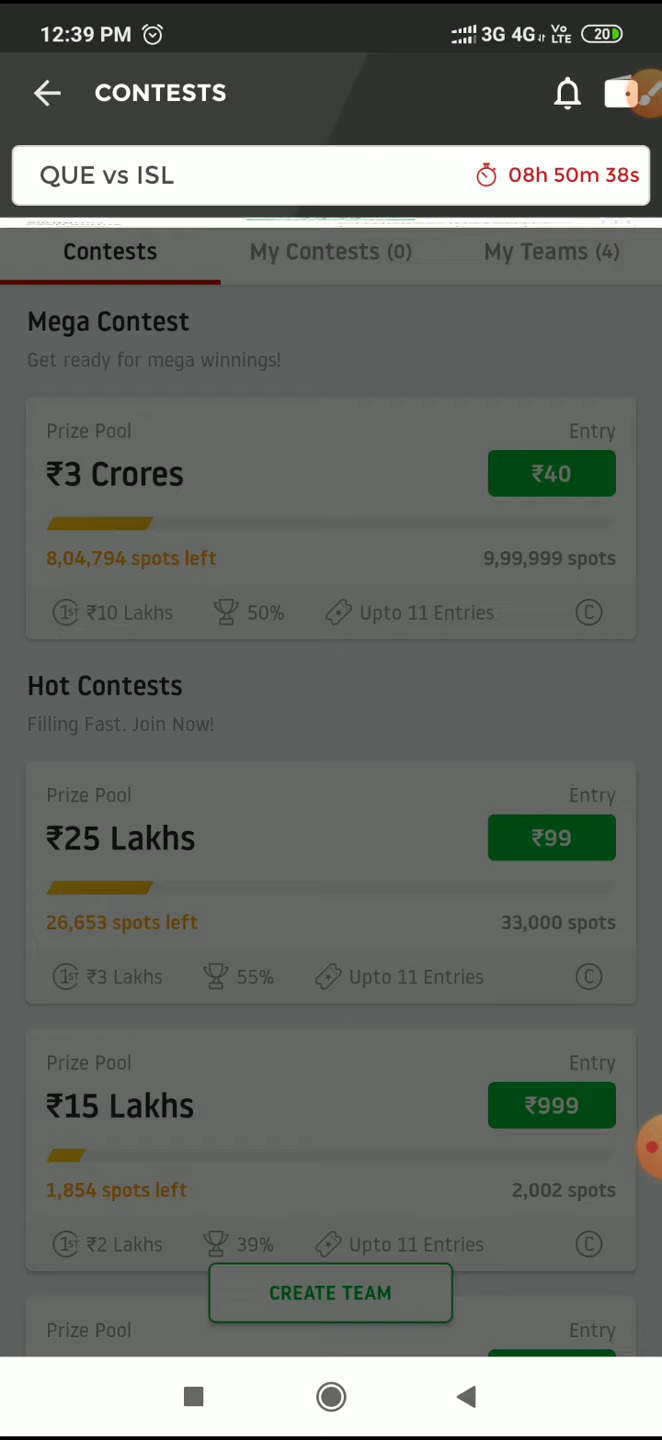 12:39 PM 3G 4G Vo LTE 20
CONTESTS
QUE vs ISL 08h 50m 38s
Contests My Contests (0) My Teams (4)
Mega Contest
Get ready for mega winnings!
Prize Pool Entry
₹3 Crores ₹40
8,04,794 spots left 9,99,999 spots
1ST ₹10 Lakhs 50% Upto 11 Entries C
Hot Contests
Filling Fast. Join Now!
Prize Pool Entry
₹25 Lakhs ₹99
26,653 spots left 33,000 spots
1ST ₹3 Lakhs 55% Upto 11 Entries C
Prize Pool Entry
₹15 Lakhs ₹999
1,854 spots left 2,002 spots
1ST ₹2 Lakhs 39% Upto 11 Entries C
CREATE TEAM
Prize Pool Entry